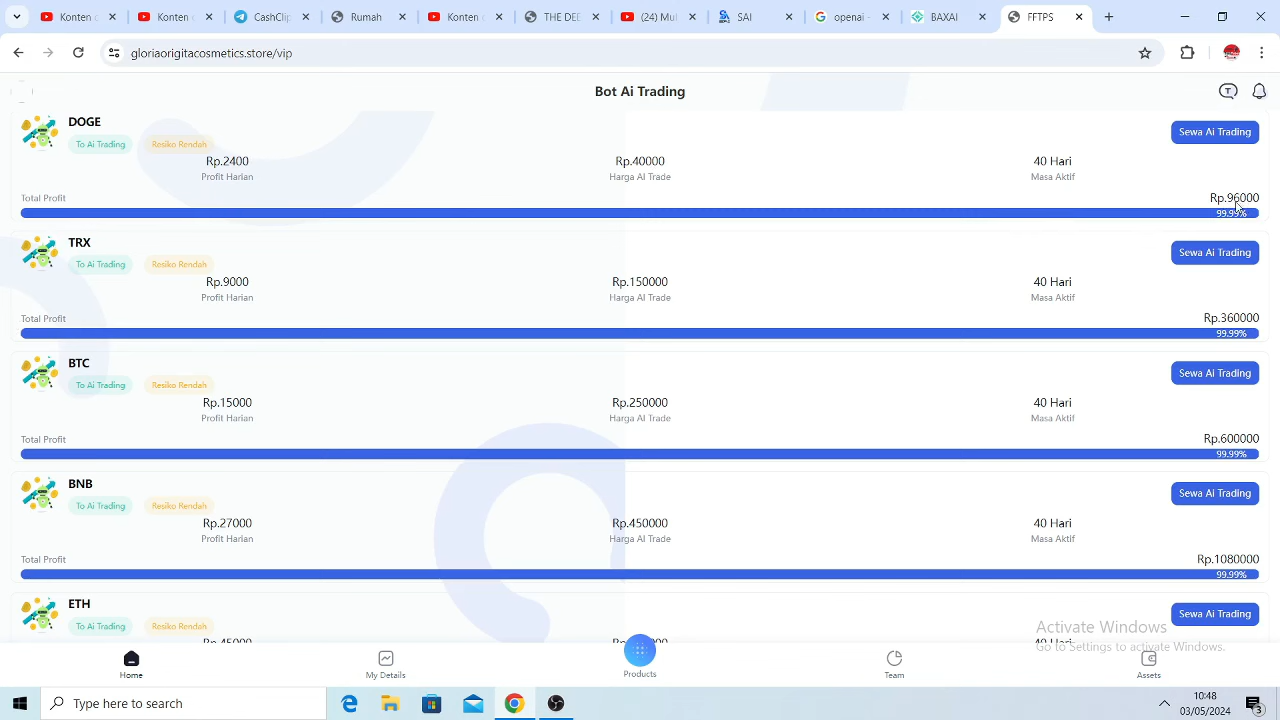 Konten
Konten
CashClip
Rumah
Konten
THE DE
(24) Mul
SAI
openai -
BAXAI
FFTPS
gloriaorigitacosmetics.store/vip
Bot Ai Trading
DOGE
Sewa Ai Trading
To Ai Trading Resiko Rendah
Rp.2400 Rp.40000 40 Hari
Profit Harian Harga AI Trade Masa Aktif
Total Profit Rp.96000
99.99%
TRX
Sewa Ai Trading
To Ai Trading Resiko Rendah
Rp.9000 Rp.150000 40 Hari
Profit Harian Harga AI Trade Masa Aktif
Total Profit Rp.360000
99.99%
BTC
Sewa Ai Trading
To Ai Trading Resiko Rendah
Rp.15000 Rp.250000 40 Hari
Profit Harian Harga AI Trade Masa Aktif
Total Profit Rp.600000
99.99%
BNB
Sewa Ai Trading
To Ai Trading Resiko Rendah
Rp.27000 Rp.450000 40 Hari
Profit Harian Harga AI Trade Masa Aktif
Total Profit Rp.1080000
99.99%
ETH
Sewa Ai Trading
To Ai Trading Resiko Rendah
Activate Windows
Go to Settings to activate Windows.
Home My Details Products Team Assets
Type here to search
10:48
03/05/2024
3